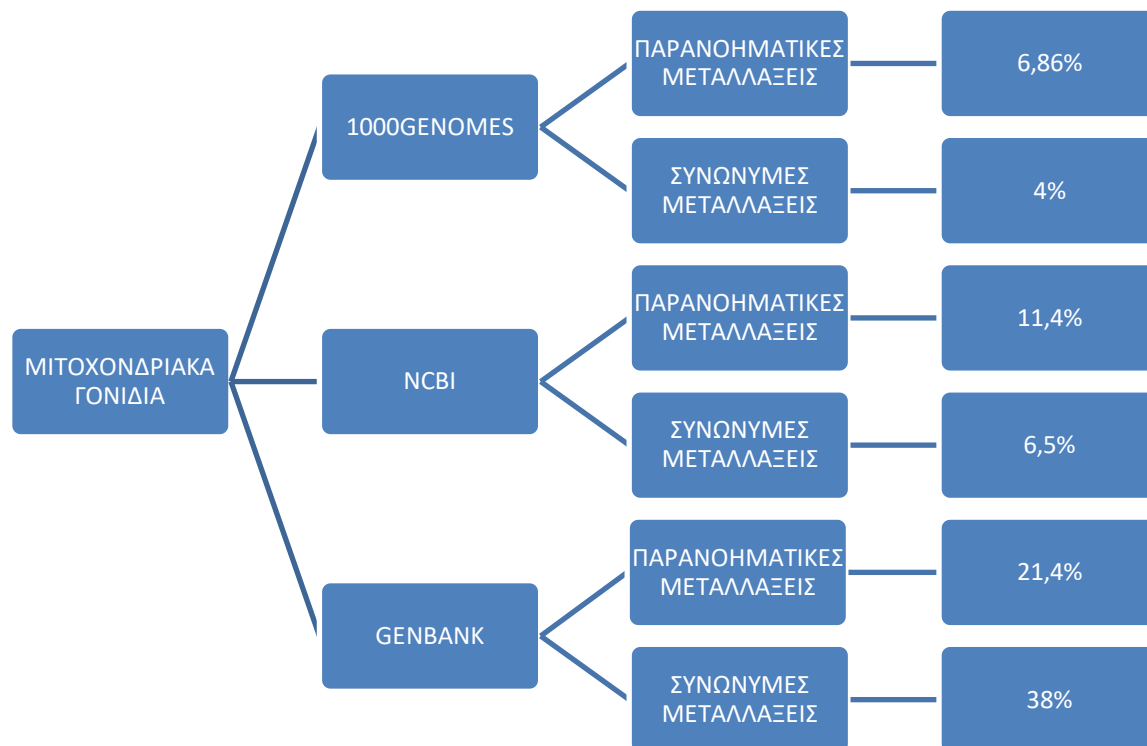 ΜΙΤΟΧΟΝΔΡΙΑΚΑ
ΓΟΝΙΔΙΑ
1000GENOMES
ΠΑΡΑΝΟΗΜΑΤΙΚΕΣ
ΜΕΤΑΛΛΑΞΕΙΣ
6,86%
ΣΥΝΩΝΥΜΕΣ
ΜΕΤΑΛΛΑΞΕΙΣ
4%
NCBI
ΠΑΡΑΝΟΗΜΑΤΙΚΕΣ
ΜΕΤΑΛΛΑΞΕΙΣ
11,4%
ΣΥΝΩΝΥΜΕΣ
ΜΕΤΑΛΛΑΞΕΙΣ
6,5%
GENBANK
ΠΑΡΑΝΟΗΜΑΤΙΚΕΣ
ΜΕΤΑΛΛΑΞΕΙΣ
21,4%
ΣΥΝΩΝΥΜΕΣ
ΜΕΤΑΛΛΑΞΕΙΣ
38%